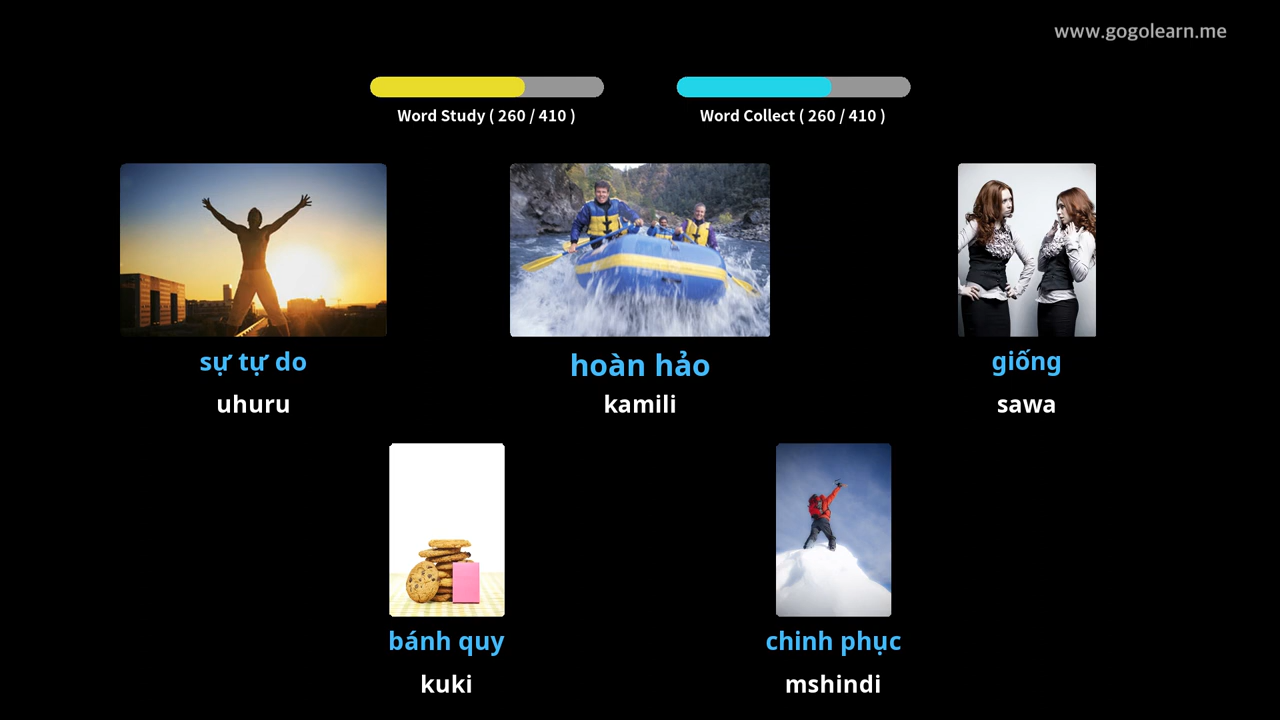 www.gogolearn.me
Word Study ( 260 / 410 )
Word Collect ( 260 / 410 )
sự tự do
hoàn hảo
giống
uhuru
kamili
sawa
bánh quy
chinh phục
kuki
mshindi